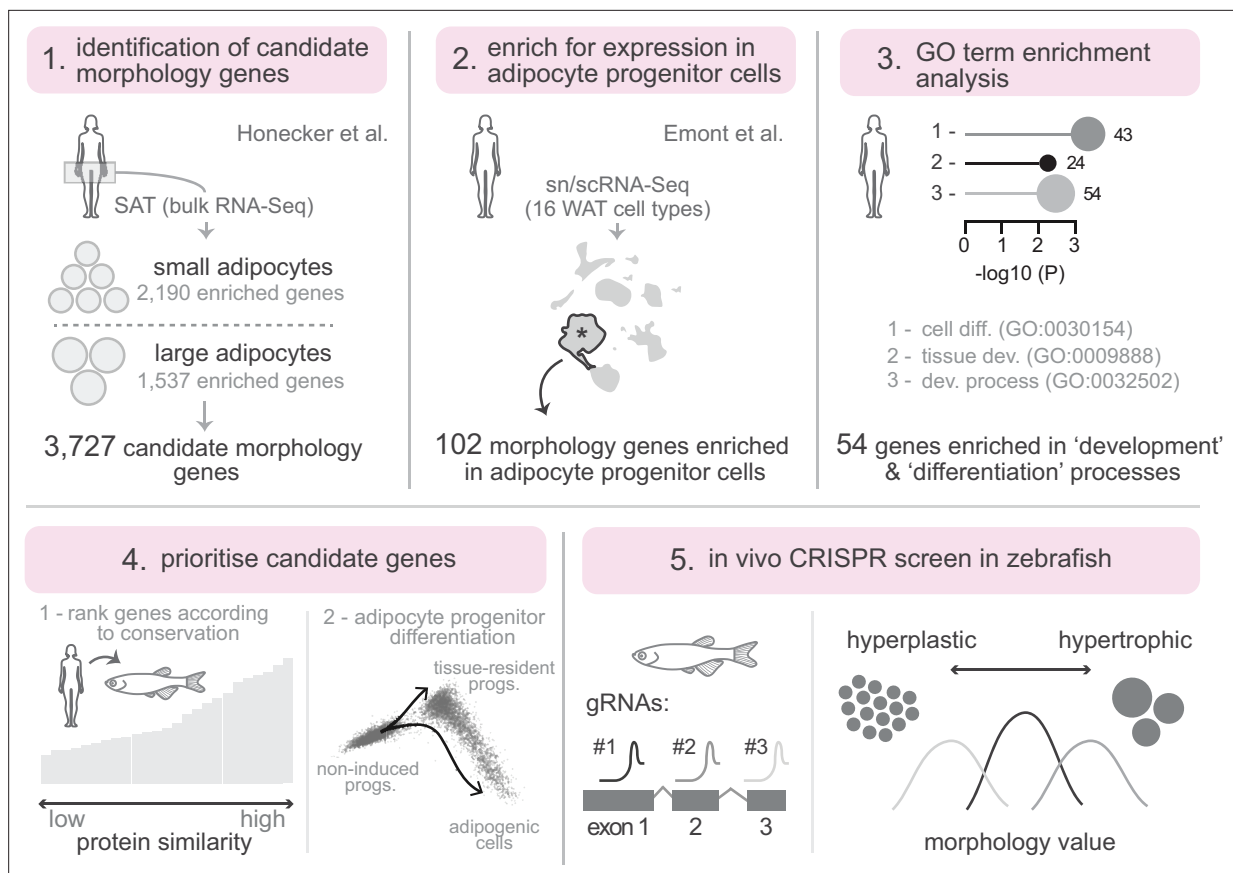 1. identification of candidate
morphology genes
Honecker et al.
SAT (bulk RNA-Seq)
small adipocytes
2,190 enriched genes
large adipocytes
1,537 enriched genes
3,727 candidate morphology
genes
2. enrich for expression in
adipocyte progenitor cells
Emont et al.
sn/scRNA-Seq
(16 WAT cell types)
*
102 morphology genes enriched
in adipocyte progenitor cells
3. GO term enrichment
analysis
1 - 43
2 - 24
3 - 54
0 1 2 3
-log10 (P)
1 - cell diff. (GO:0030154)
2 - tissue dev. (GO:0009888)
3 - dev. process (GO:0032502)
54 genes enriched in ‘development’
& ‘differentiation’ processes
4. prioritise candidate genes
1 - rank genes according
to conservation
low high
protein similarity
2 - adipocyte progenitor
differentiation
tissue-resident
progs.
non-induced
progs.
adipogenic
cells
5. in vivo CRISPR screen in zebrafish
gRNAs:
#1 #2 #3
exon 1 2 3
hyperplastic hypertrophic
morphology value